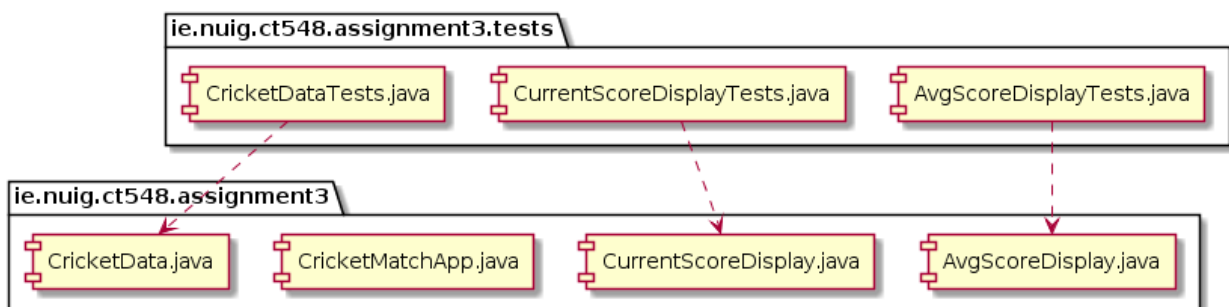 ie.nuig.ct548.assignment3.tests
CricketDataTests.java
CurrentScoreDisplayTests.java
AvgScoreDisplayTests.java
ie.nuig.ct548.assignment3
CricketData.java
CricketMatchApp.java
CurrentScoreDisplay.java
AvgScoreDisplay.java